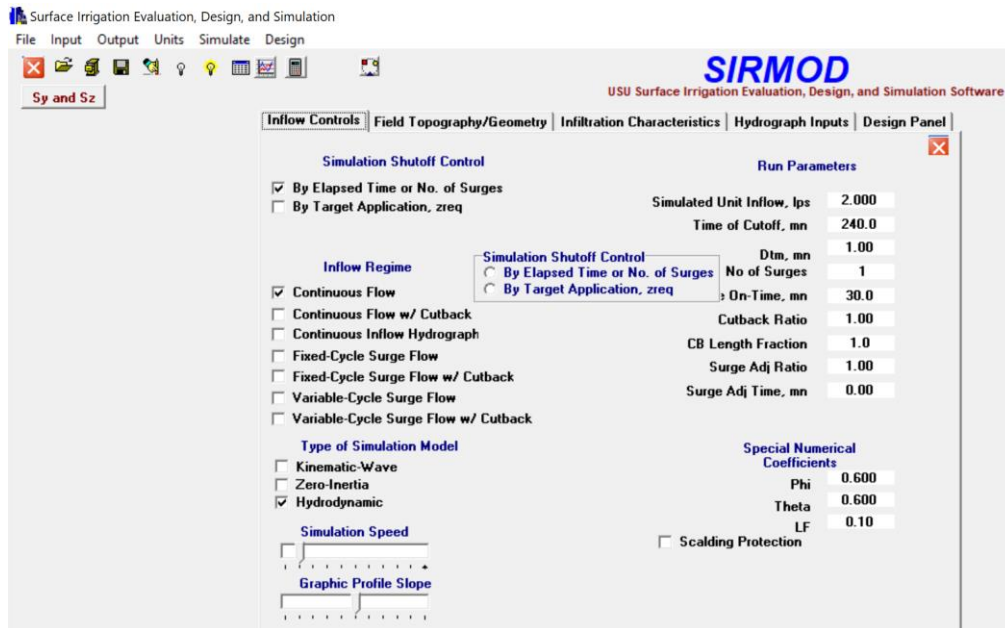 Surface Irrigation Evaluation, Design, and Simulation
File Input Output Units Simulate Design
SIRMOD
USU Surface Irrigation Evaluation, Design, and Simulation Software
Sy and Sz
Inflow Controls Field Topography/Geometry Infiltration Characteristics Hydrograph Inputs Design Panel
Simulation Shutoff Control
By Elapsed Time or No. of Surges
By Target Application, zreq
Inflow Regime
Continuous Flow
Continuous Flow w/ Cutback
Continuous Inflow Hydrograph
Fixed-Cycle Surge Flow
Fixed-Cycle Surge Flow w/ Cutback
Variable-Cycle Surge Flow
Variable-Cycle Surge Flow w/ Cutback
Type of Simulation Model
Kinematic-Wave
Zero-Inertia
Hydrodynamic
Simulation Speed
Graphic Profile Slope
Simulation Shutoff Control
By Elapsed Time or No. of Surges
By Target Application, zreq
Run Parameters
Simulated Unit Inflow, lps 2.000
Time of Cutoff, mn 240.0
Dtm, mn 1.00
No of Surges 1
On-Time, mn 30.0
Cutback Ratio 1.00
CB Length Fraction 1.0
Surge Adj Ratio 1.00
Surge Adj Time, mn 0.00
Special Numerical
Coefficients
Phi 0.600
Theta 0.600
LF 0.10
Scalding Protection